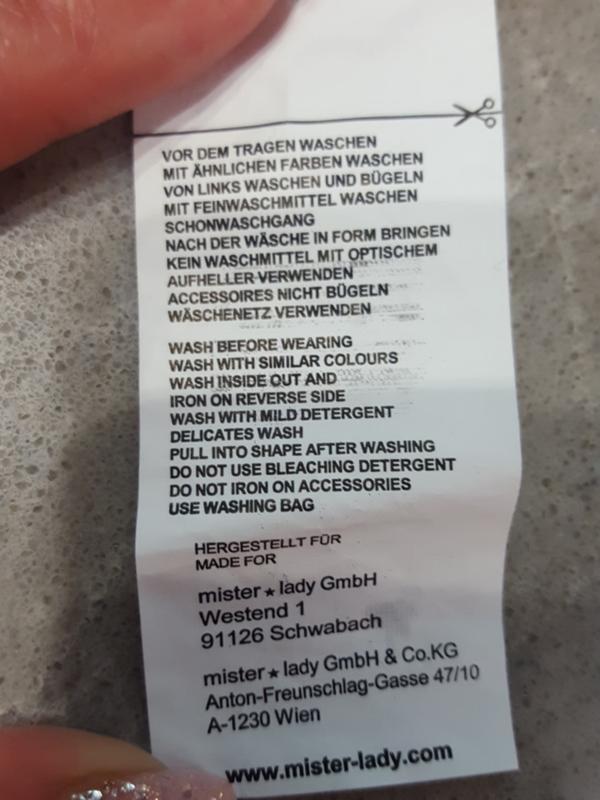 VOR DEM TRAGEN WASCHEN
MIT ÄHNLICHEN FARBEN WASCHEN
VON LINKS WASCHEN UND BÜGELN
MIT FEINWASCHMITTEL WASCHEN
SCHONWASCHGANG
NACH DER WÄSCHE IN FORM BRINGEN
KEIN WASCHMITTEL MIT OPTISCHEM
AUFHELLER VERWENDEN
ACCESSOIRES NICHT BÜGELN
WÄSCHENETZ VERWENDEN
WASH BEFORE WEARING
WASH WITH SIMILAR COLOURS
WASH INSIDE OUT AND
IRON ON REVERSE SIDE
WASH WITH MILD DETERGENT
DELICATES WASH
PULL INTO SHAPE AFTER WASHING
DO NOT USE BLEACHING DETERGENT
DO NOT IRON ON ACCESSORIES
USE WASHING BAG
HERGESTELLT FÜR
MADE FOR
mister★lady GmbH
Westend 1
91126 Schwabach
mister★lady GmbH & Co.KG
Anton-Freunschlag-Gasse 47/10
A-1230 Wien
www.mister-lady.com